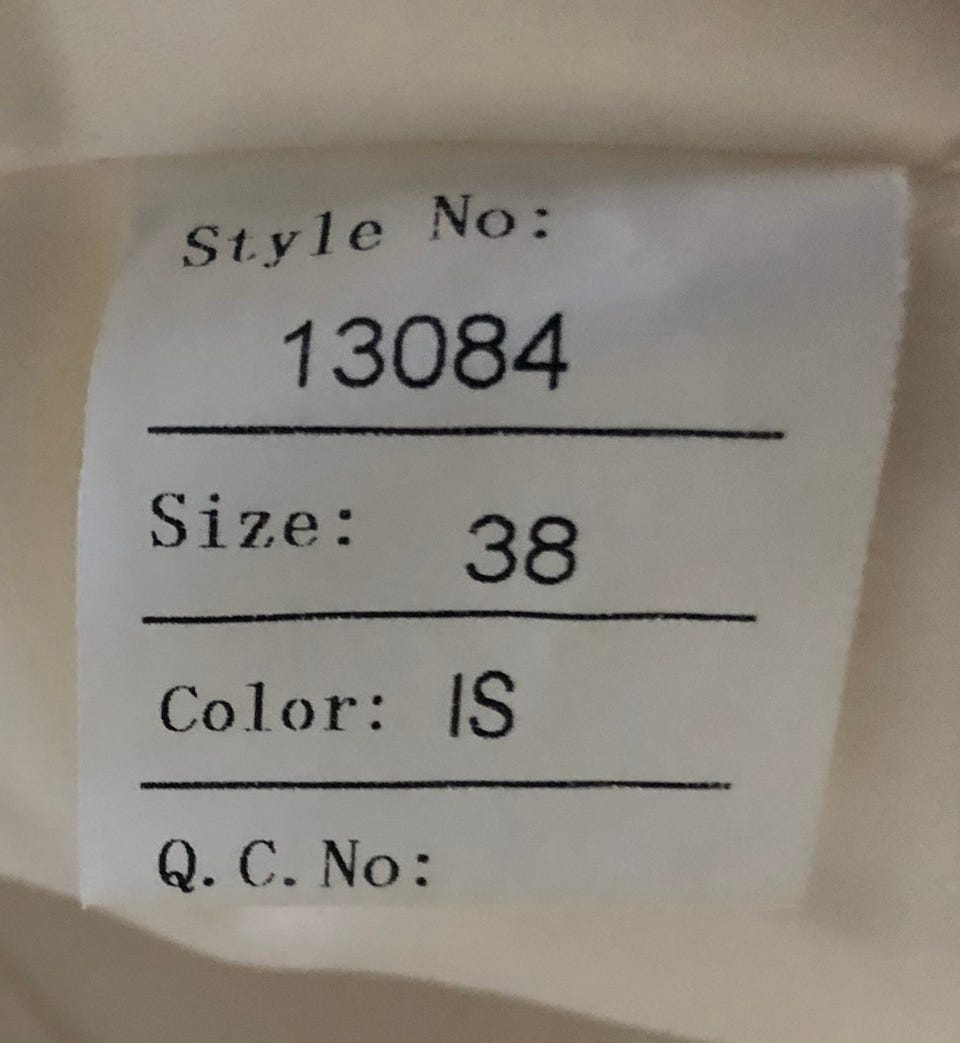 Style No:
13084
Size: 38
Color: IS
Q.C.No: